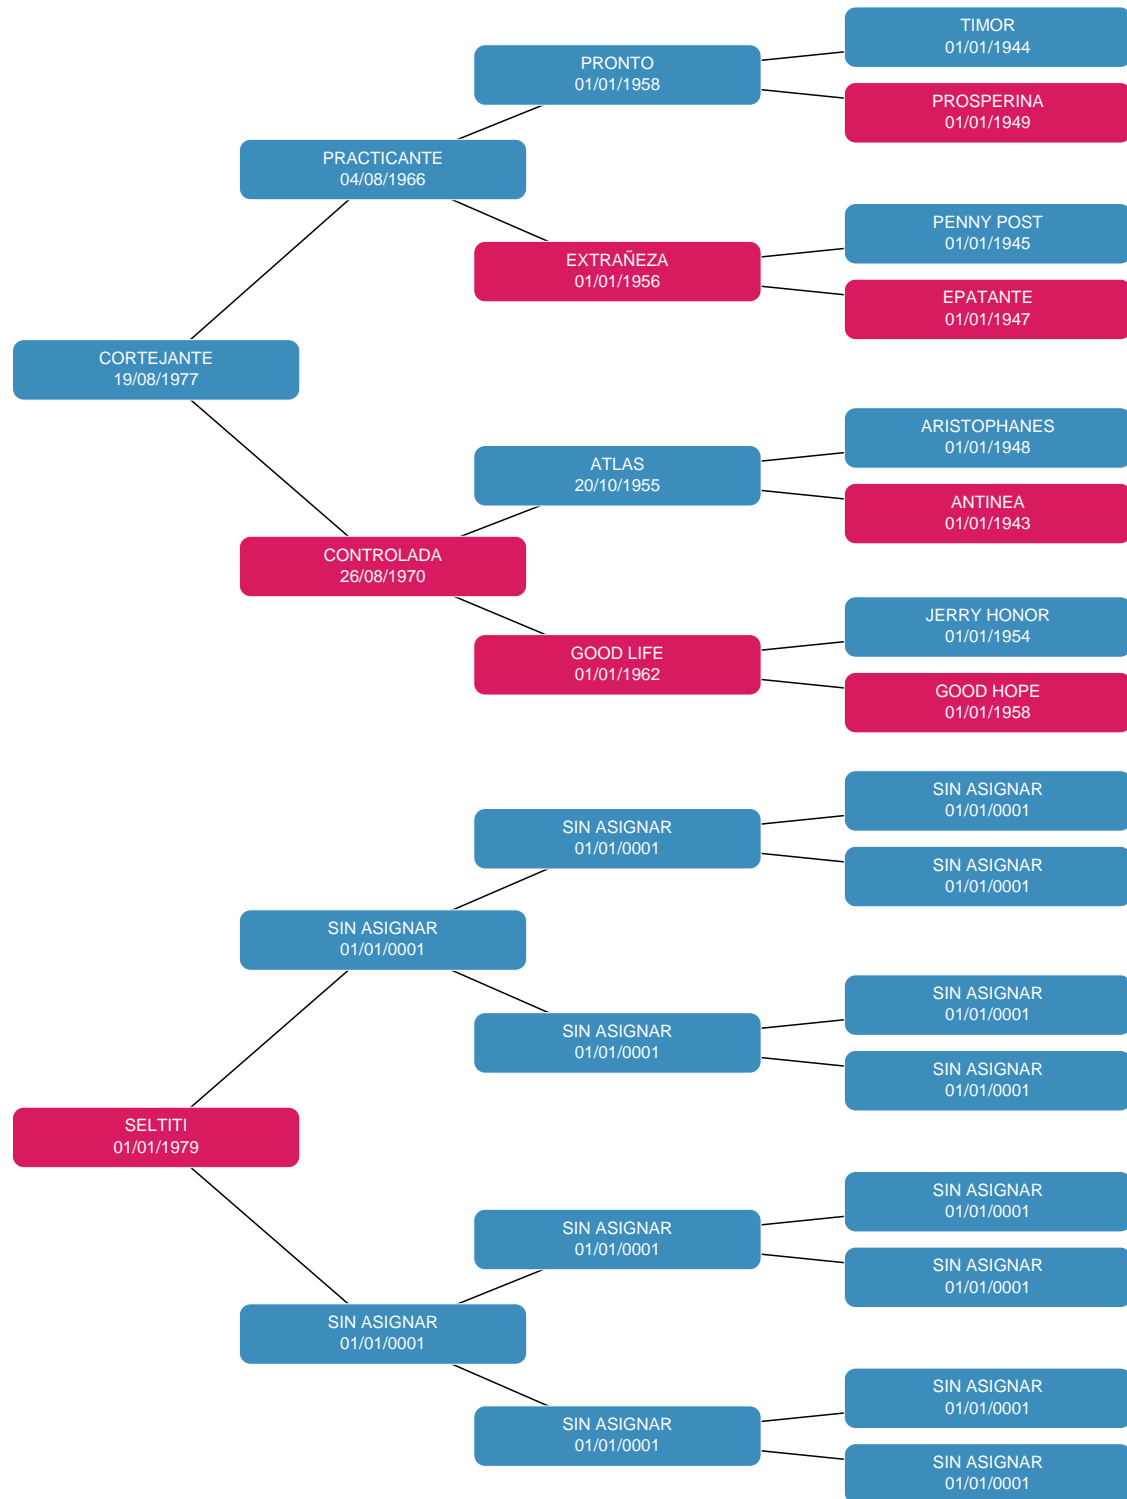 TIMOR
01/01/1944
PRONTO
01/01/1958
PROSPERINA
01/01/1949
PRACTICANTE
04/08/1966
PENNY POST
01/01/1945
EXTRAÑEZA
01/01/1956
EPATANTE
01/01/1947
CORTEJANTE
19/08/1977
ARISTOPHANES
01/01/1948
ATLAS
20/10/1955
ANTINEA
01/01/1943
CONTROLADA
26/08/1970
JERRY HONOR
01/01/1954
GOOD LIFE
01/01/1962
GOOD HOPE
01/01/1958
SIN ASIGNAR
01/01/0001
SIN ASIGNAR
01/01/0001
SIN ASIGNAR
01/01/0001
SIN ASIGNAR
01/01/0001
SIN ASIGNAR
01/01/0001
SIN ASIGNAR
01/01/0001
SIN ASIGNAR
01/01/0001
SELTITI
01/01/1979
SIN ASIGNAR
01/01/0001
SIN ASIGNAR
01/01/0001
SIN ASIGNAR
01/01/0001
SIN ASIGNAR
01/01/0001
SIN ASIGNAR
01/01/0001
SIN ASIGNAR
01/01/0001
SIN ASIGNAR
01/01/0001